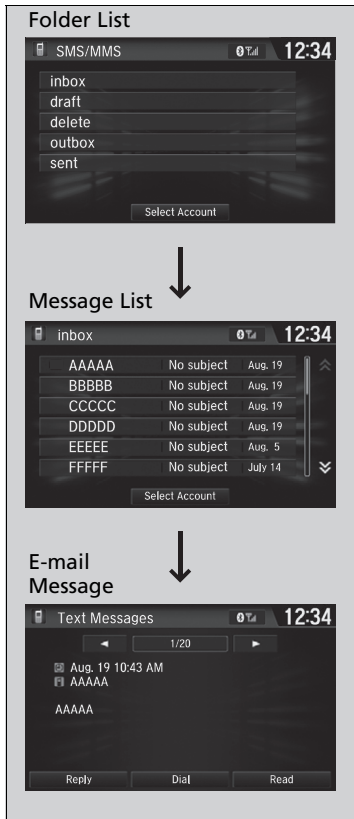 Folder List
SMS/MMS 12:34
inbox
draft
delete
outbox
sent
Select Account
Message List
inbox 12:34
AAAAA No subject Aug. 19
BBBBB No subject Aug. 19
CCCCC No subject Aug. 19
DDDDD No subject Aug. 19
EEEEE No subject Aug. 5
FFFFF No subject July 14
Select Account
E-mail
Message
Text Messages 12:34
1/20
Aug. 19 10:43 AM
AAAAA
AAAAA
Reply Dial Read